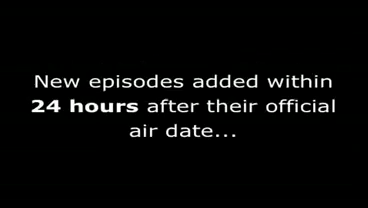 New episodes added within
24 hours after their official
air date...